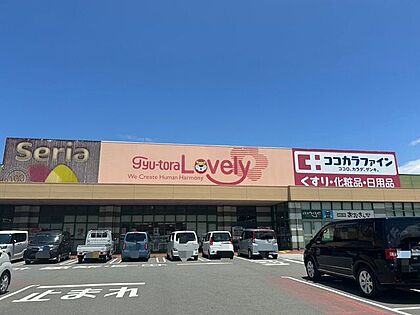 Seria
Gyu-tora Lovely
We Create Human Harmony
ココカラファイン
ココロ、カラダ、ゲンキ。
くすり・化粧品・日用品
止まれ